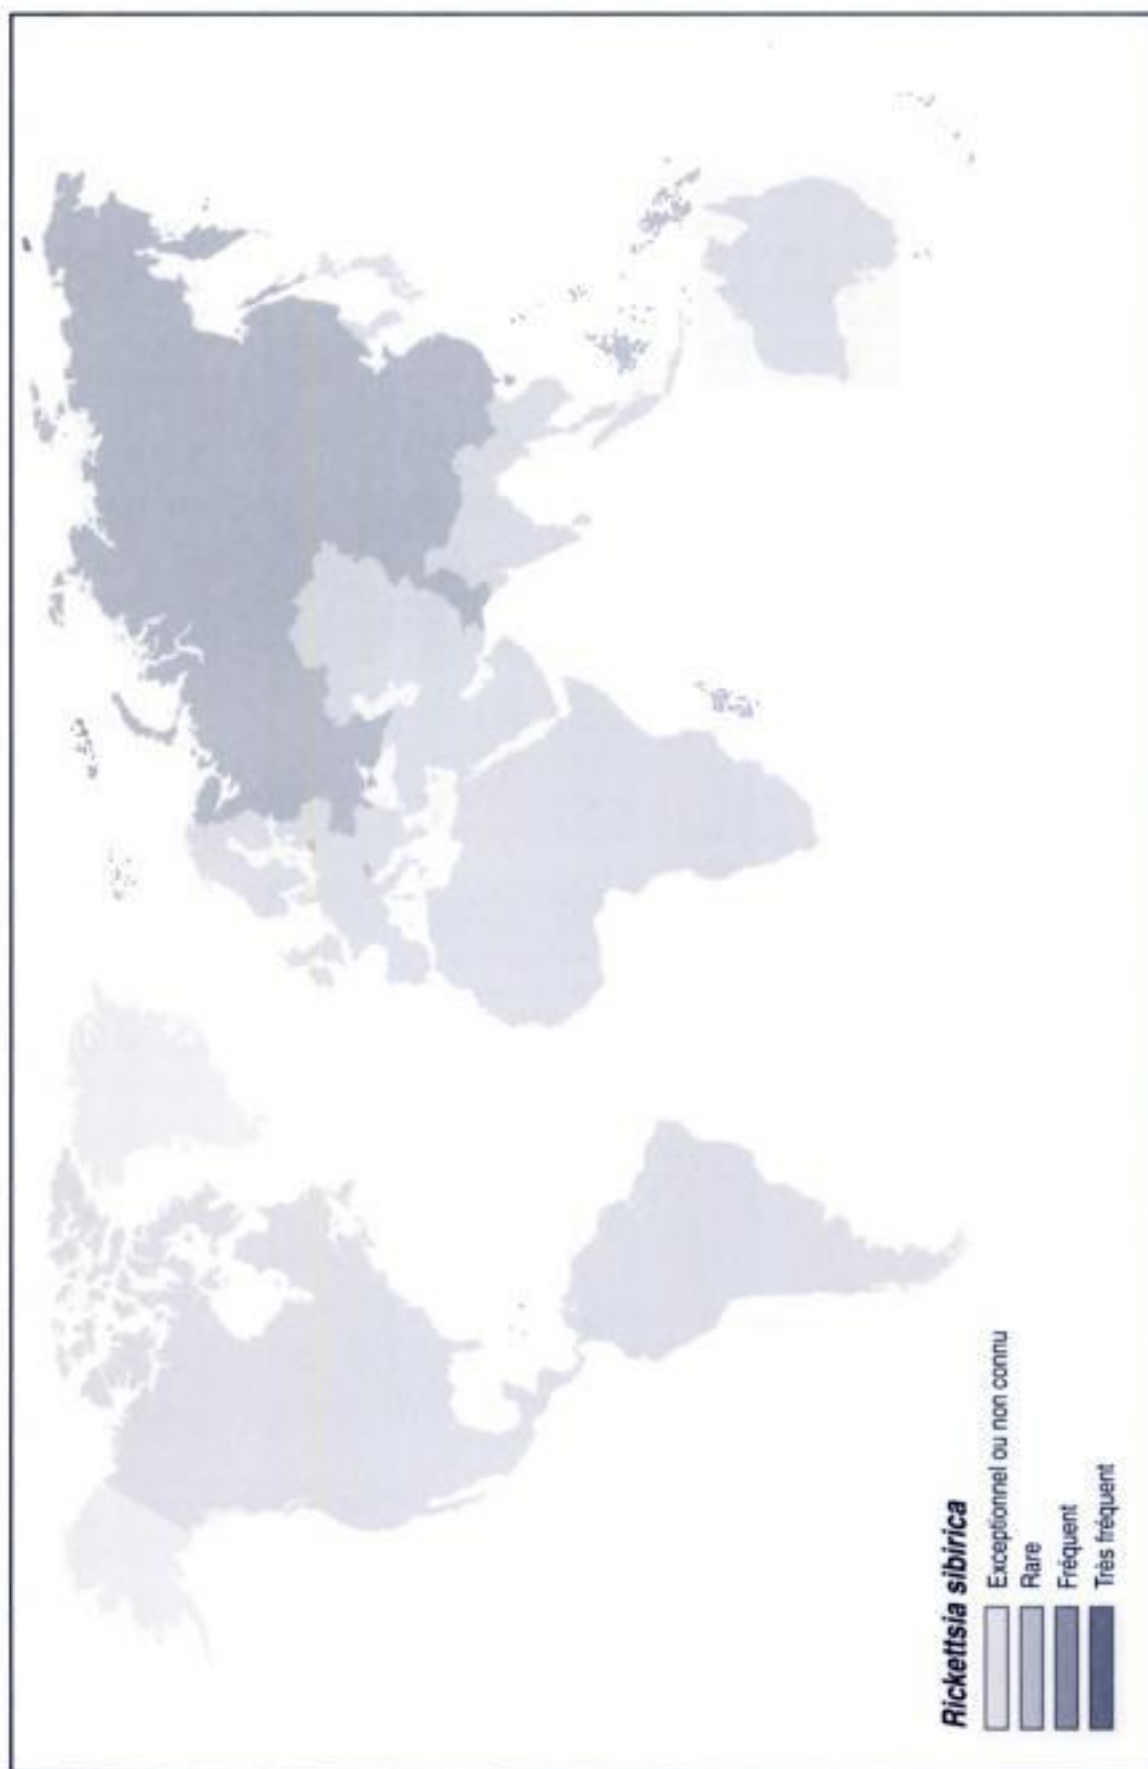 Rickettsia sibirica
Exceptionnel ou non connu
Rare
Fréquent
Très fréquent